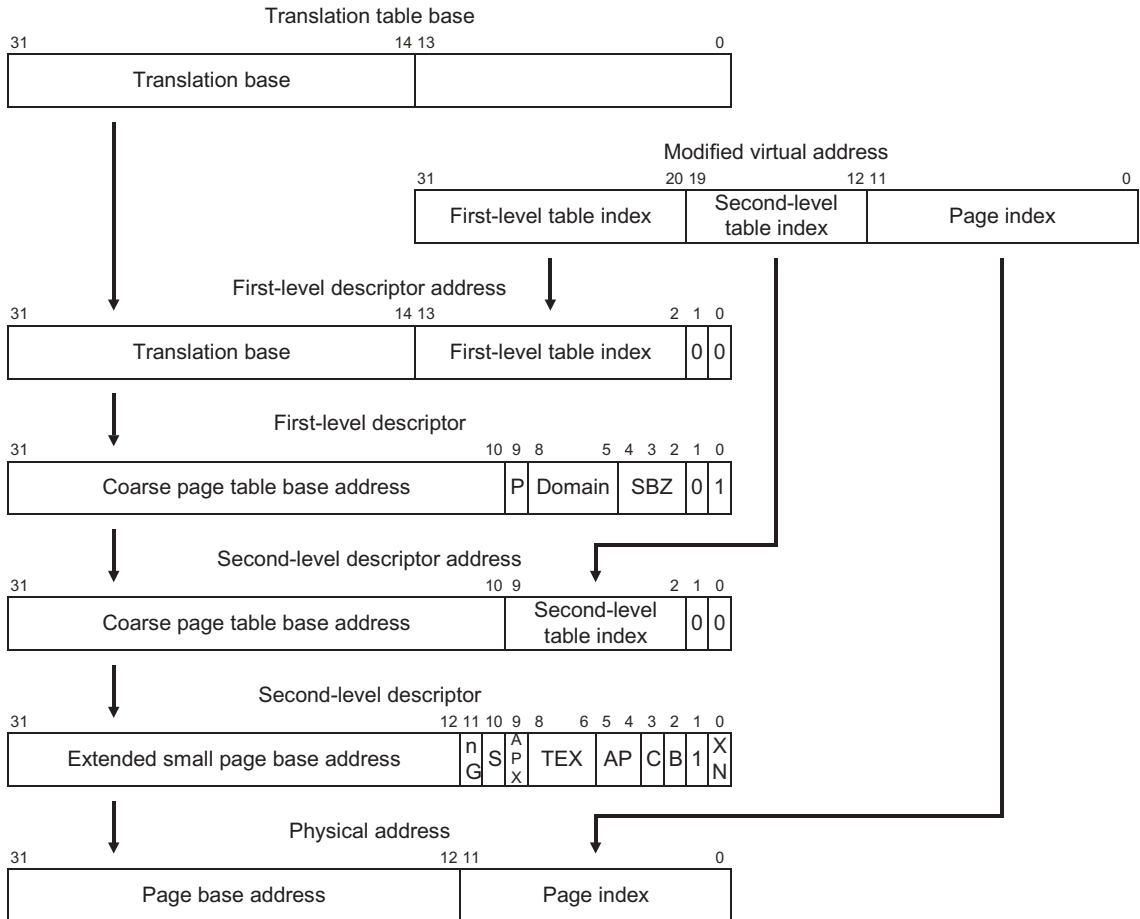 Translation table base
31 14 13 0
Translation base
Modified virtual address
31 20 19 12 11 0
First-level table index Second-level table index Page index
First-level descriptor address
31 14 13 2 1 0
Translation base First-level table index 0 0
First-level descriptor
31 10 9 8 5 4 3 2 1 0
Coarse page table base address P Domain SBZ 0 1
Second-level descriptor address
31 10 9 2 1 0
Coarse page table base address Second-level table index 0 0
Second-level descriptor
31 12 11 10 9 8 6 5 4 3 2 1 0
Extended small page base address nG S APX TEX AP C B 1 XN
Physical address
31 12 11 0
Page base address Page index